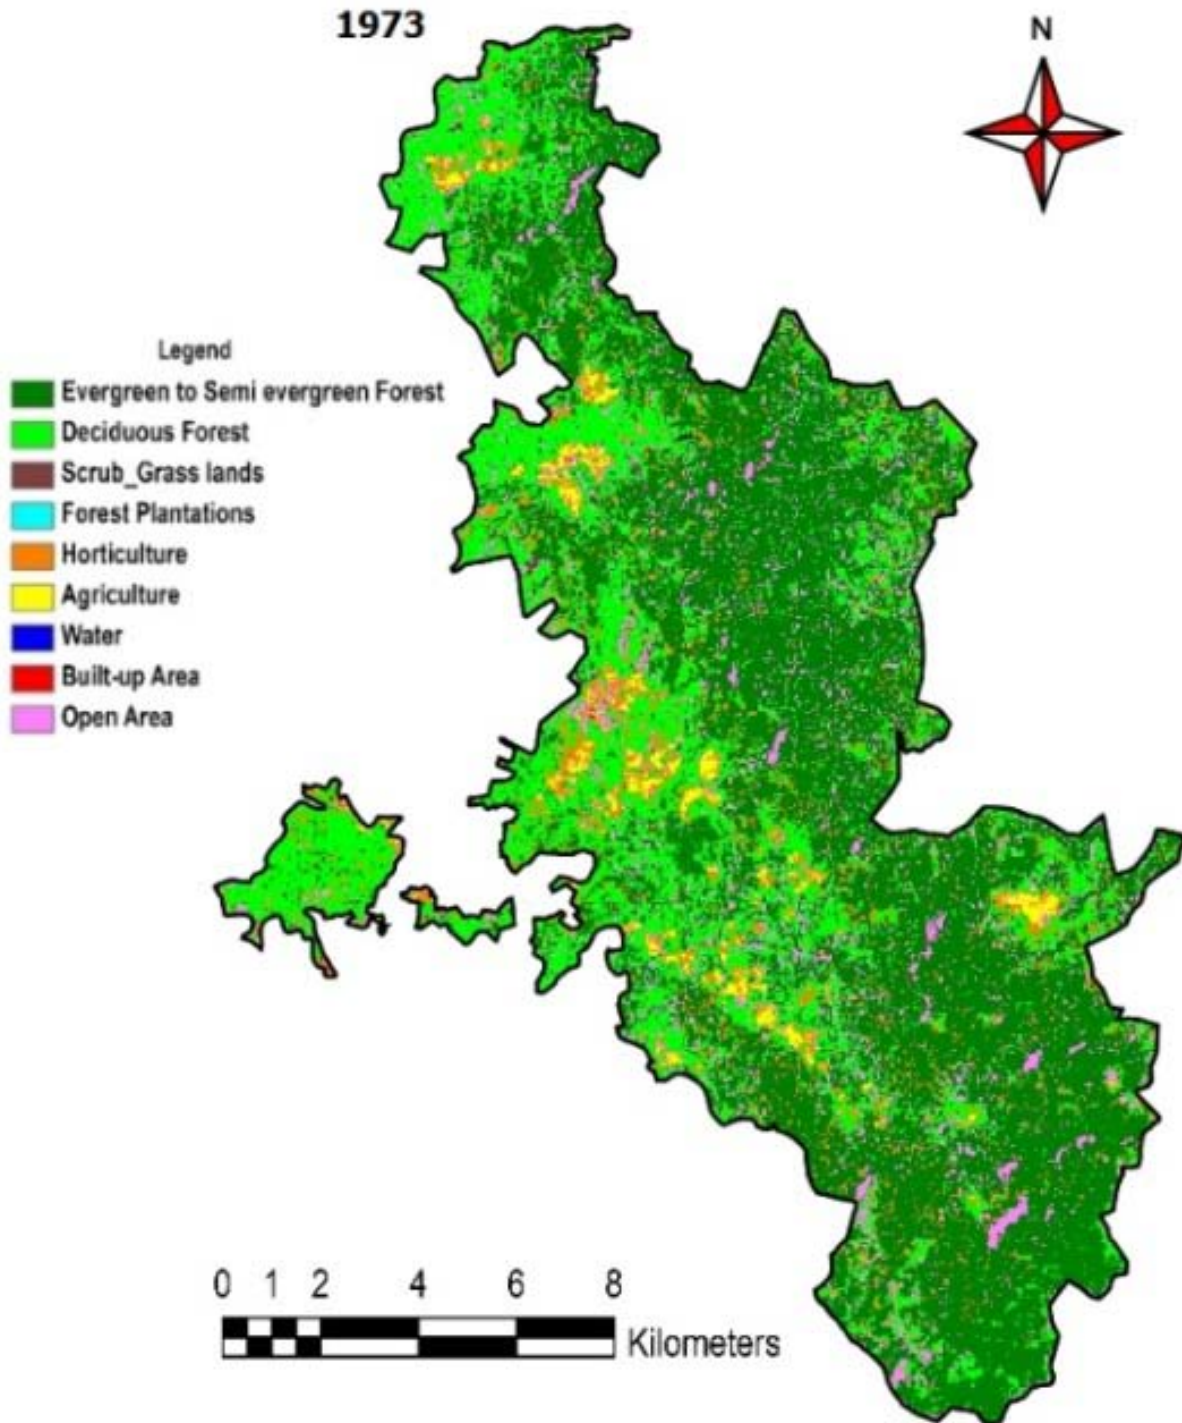 1973
N
Legend
Evergreen to Semi evergreen Forest
Deciduous Forest
Scrub_Grass lands
Forest Plantations
Horticulture
Agriculture
Water
Built-up Area
Open Area
0 1 2 4 6 8
Kilometers